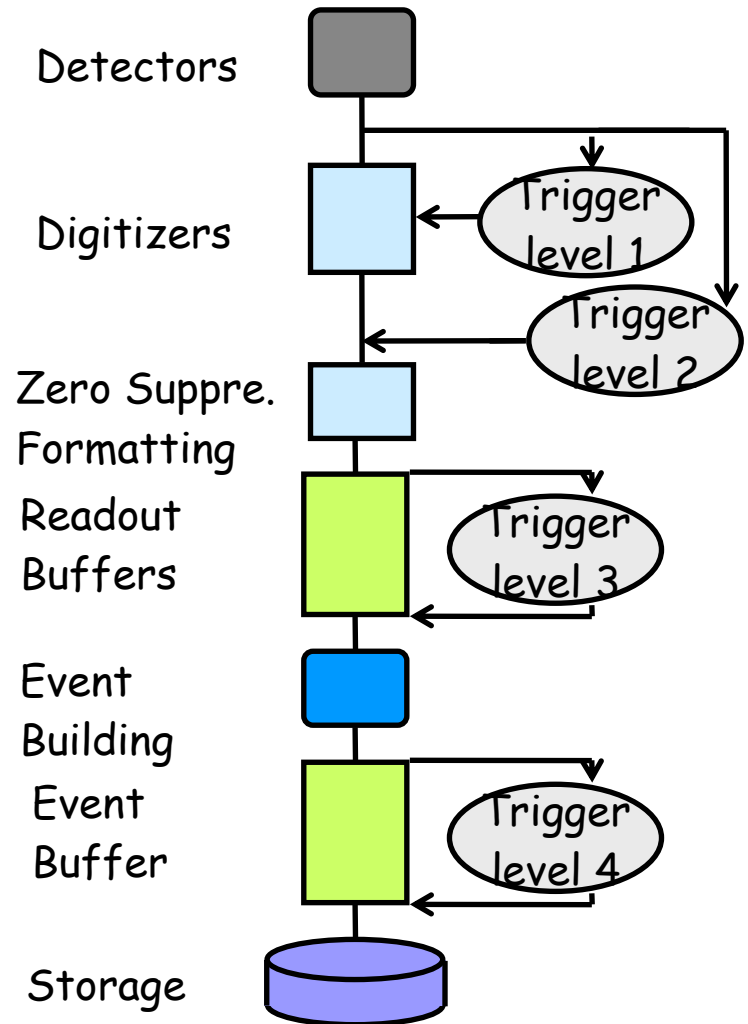 Detectors
Trigger
level 1
Digitizers
Trigger
level 2
Zero Suppre.
Formatting
Readout
Buffers
Trigger
level 3
Event
Building
Event
Buffer
Trigger
level 4
Storage